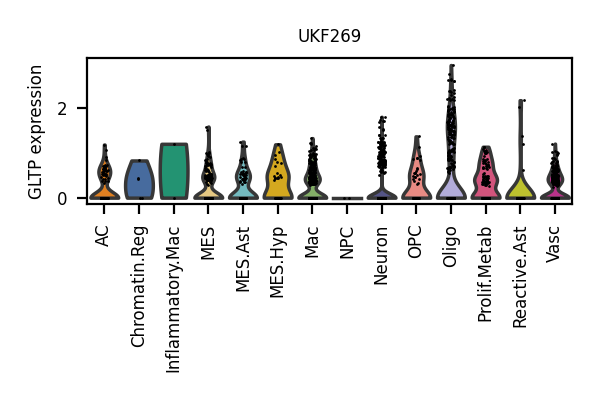 UKF269
GLTP expression
2
0
AC
Chromatin.Reg
Inflammatory.Mac
MES
MES.Ast
MES.Hyp
Mac
NPC
Neuron
OPC
Oligo
Prolif.Metab
Reactive.Ast
Vasc